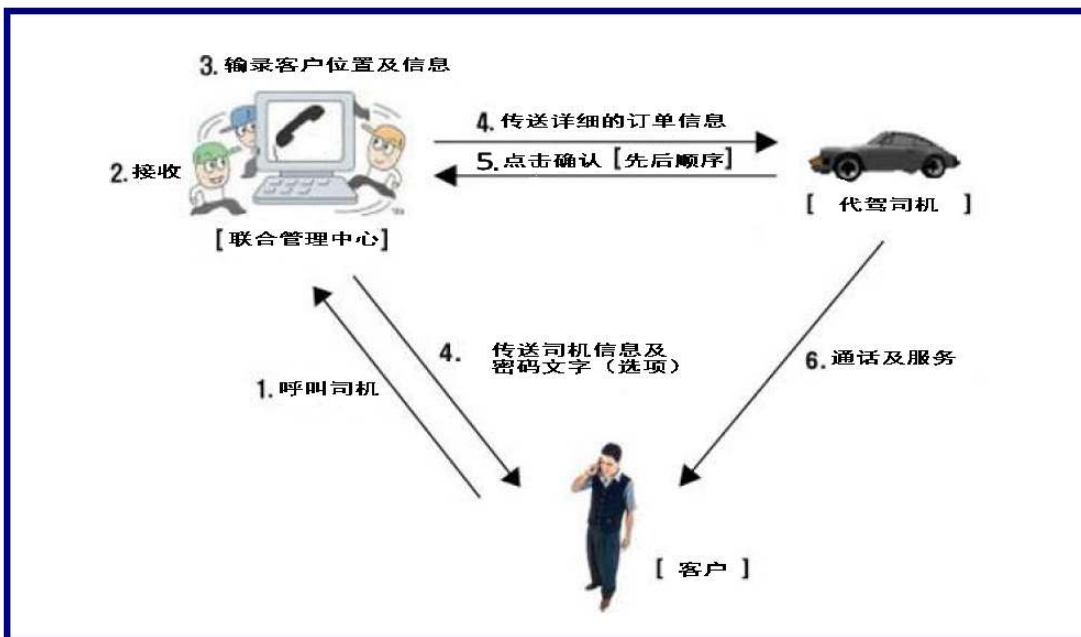 3. 输录客户位置及信息
2. 接收
[联合管理中心]
4. 传送详细的订单信息
5. 点击确认【先后顺序】
[ 代驾司机 ]
1. 呼叫司机
4. 传送司机信息及
密码文字（选项）
6. 通话及服务
[ 客户 ]